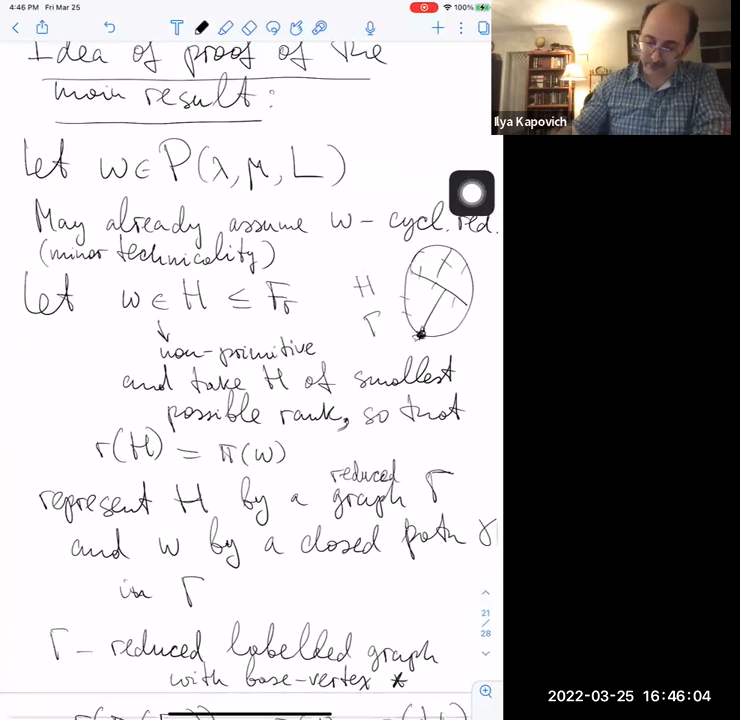 4:46 PM Fri Mar 25
100%
Idea of proof of the
main result:
Ilya Kapovich
Let w ∈ P(λ, μ, L)
May already assume w - cycl. red.
(minor technicality)
Let w ∈ H ≤ Fr
H
Γ
non-primitive
and take H of smallest
possible rank, so that
r(H) = π(w)
reduced
represent H by a graph Γ
and w by a closed path γ
in Γ
21
/
28
Γ - reduced labelled graph
with base-vertex *
2022-03-25 16:46:04